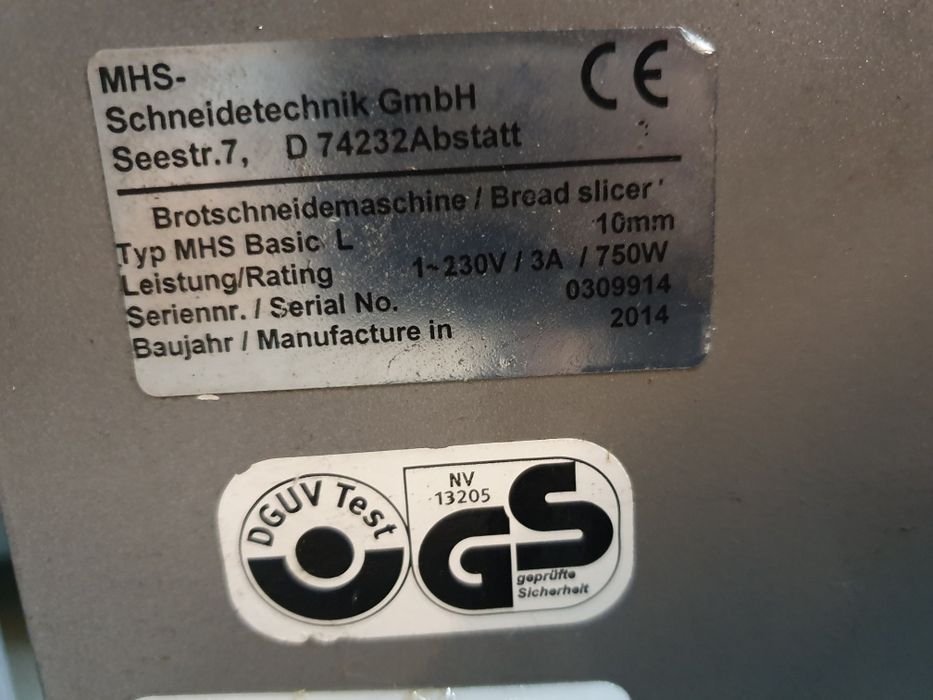 MHS-
Schneidetechnik GmbH
Seestr.7, D 74232Abstatt
CE
Brotschneidemaschine / Bread slicer
Typ MHS Basic L 10mm
Leistung/Rating 1~230V / 3A / 750W
Seriennr. / Serial No. 0309914
Baujahr / Manufacture in 2014
DGUV Test
NV
13205
GS
geprüfte
Sicherheit